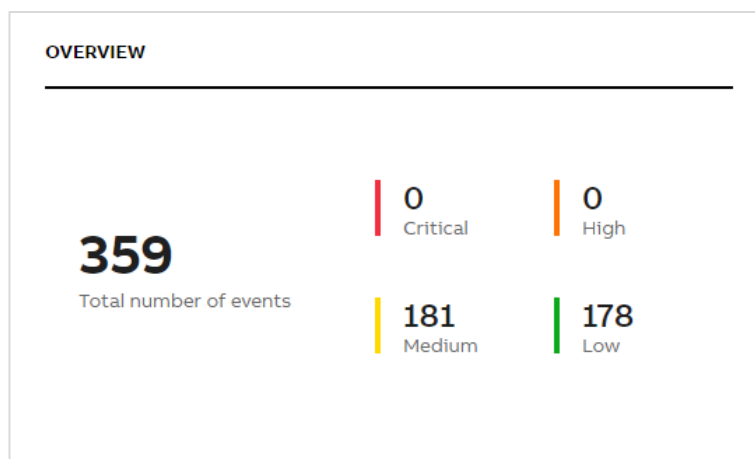 OVERVIEW
359
Total number of events
0
Critical
0
High
181
Medium
178
Low